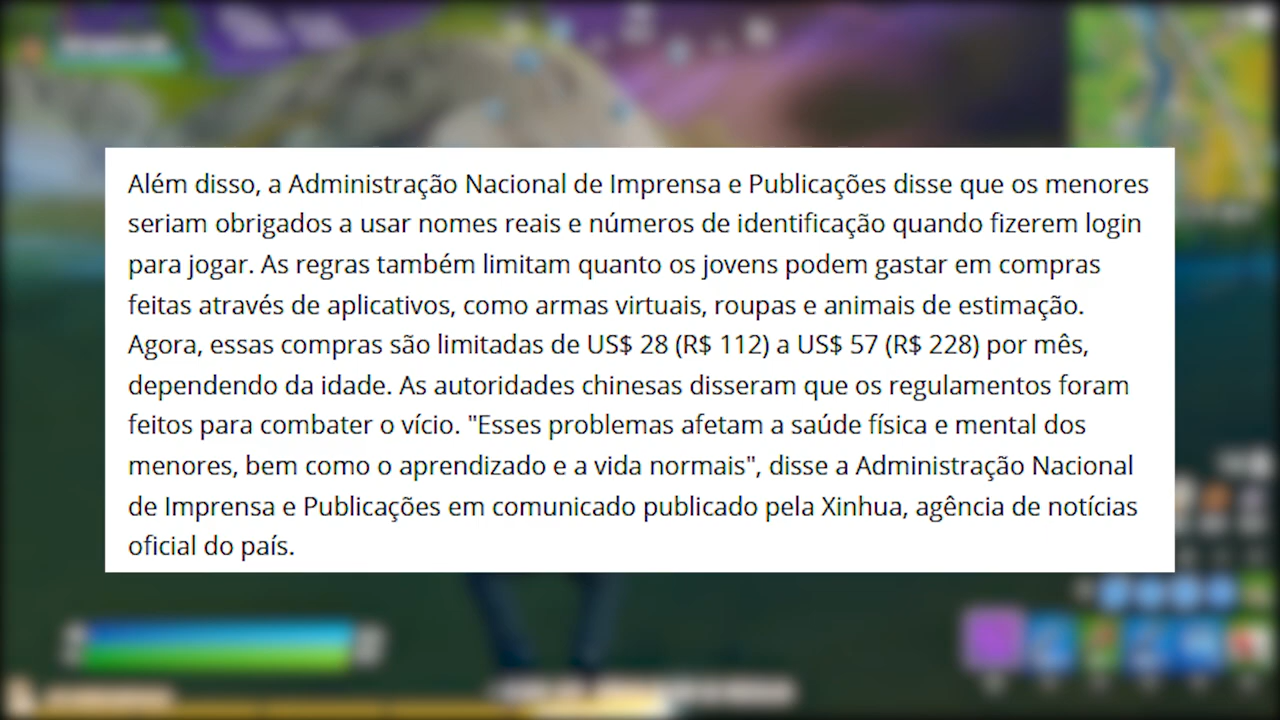 Além disso, a Administração Nacional de Imprensa e Publicações disse que os menores
seriam obrigados a usar nomes reais e números de identificação quando fizerem login
para jogar. As regras também limitam quanto os jovens podem gastar em compras
feitas através de aplicativos, como armas virtuais, roupas e animais de estimação.
Agora, essas compras são limitadas de US$ 28 (R$ 112) a US$ 57 (R$ 228) por mês,
dependendo da idade. As autoridades chinesas disseram que os regulamentos foram
feitos para combater o vício. "Esses problemas afetam a saúde física e mental dos
menores, bem como o aprendizado e a vida normais", disse a Administração Nacional
de Imprensa e Publicações em comunicado publicado pela Xinhua, agência de notícias
oficial do país.